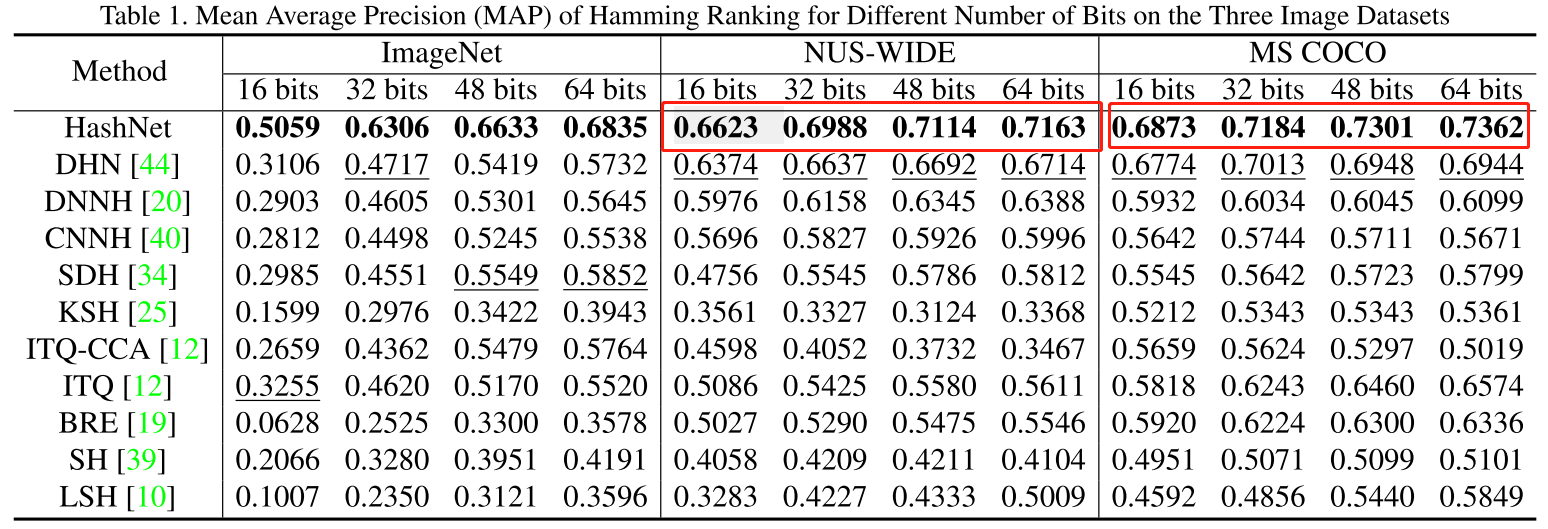 Table 1. Mean Average Precision (MAP) of Hamming Ranking for Different Number of Bits on the Three Image Datasets
Method ImageNet NUS-WIDE MS COCO
16 bits 32 bits 48 bits 64 bits 16 bits 32 bits 48 bits 64 bits 16 bits 32 bits 48 bits 64 bits
HashNet 0.5059 0.6306 0.6633 0.6835 0.6623 0.6988 0.7114 0.7163 0.6873 0.7184 0.7301 0.7362
DHN [44] 0.3106 0.4717 0.5419 0.5732 0.6374 0.6637 0.6692 0.6714 0.6774 0.7013 0.6948 0.6944
DNNH [20] 0.2903 0.4605 0.5301 0.5645 0.5976 0.6158 0.6345 0.6388 0.5932 0.6034 0.6045 0.6099
CNNH [40] 0.2812 0.4498 0.5245 0.5538 0.5696 0.5827 0.5926 0.5996 0.5642 0.5744 0.5711 0.5671
SDH [34] 0.2985 0.4551 0.5549 0.5852 0.4756 0.5545 0.5786 0.5812 0.5545 0.5642 0.5723 0.5799
KSH [25] 0.1599 0.2976 0.3422 0.3943 0.3561 0.3327 0.3124 0.3368 0.5212 0.5343 0.5343 0.5361
ITQ-CCA [12] 0.2659 0.4362 0.5479 0.5764 0.4598 0.4052 0.3732 0.3467 0.5659 0.5624 0.5297 0.5019
ITQ [12] 0.3255 0.4620 0.5170 0.5520 0.5086 0.5425 0.5580 0.5611 0.5818 0.6243 0.6460 0.6574
BRE [19] 0.0628 0.2525 0.3300 0.3578 0.5027 0.5290 0.5475 0.5546 0.5920 0.6224 0.6300 0.6336
SH [39] 0.2066 0.3280 0.3951 0.4191 0.4058 0.4209 0.4211 0.4104 0.4951 0.5071 0.5099 0.5101
LSH [10] 0.1007 0.2350 0.3121 0.3596 0.3283 0.4227 0.4333 0.5009 0.4592 0.4856 0.5440 0.5849